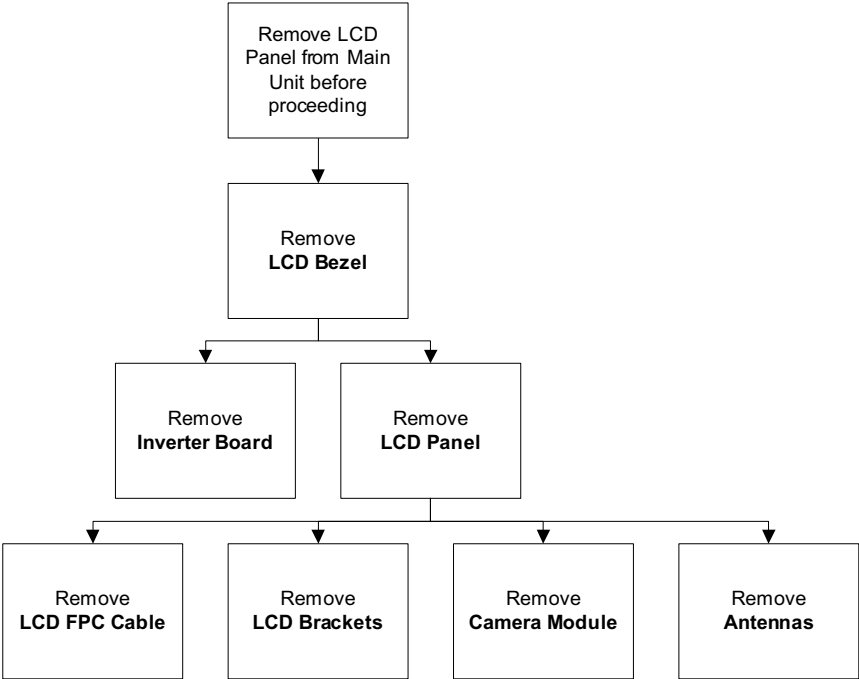 Remove LCD
Panel from Main
Unit before
proceeding
Remove
LCD Bezel
Remove
Inverter Board
Remove
LCD Panel
Remove
LCD FPC Cable
Remove
LCD Brackets
Remove
Camera Module
Remove
Antennas